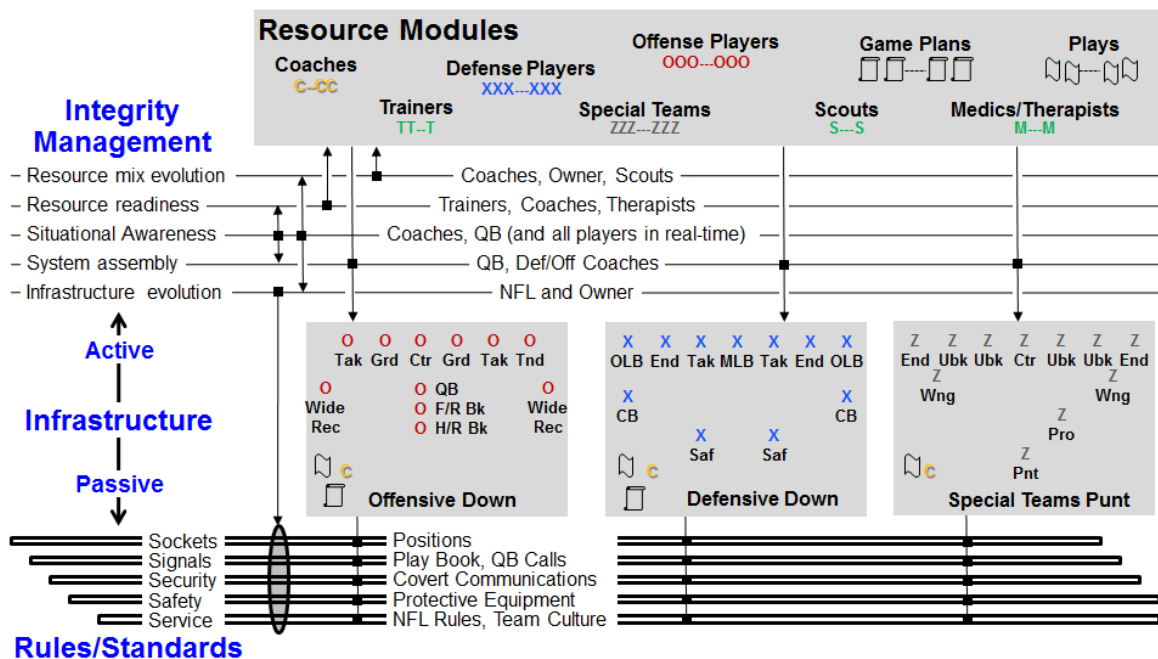 Resource Modules
Offense Players
OOO---OOO
Game Plans
Plays
Coaches
C--CC
Defense Players
XXX---XXX
Trainers
TT--T
Special Teams
ZZZ---ZZZ
Scouts
S---S
Medics/Therapists
M---M
Integrity
Management
Resource mix evolution
Coaches, Owner, Scouts
Resource readiness
Trainers, Coaches, Therapists
Situational Awareness
Coaches, QB (and all players in real-time)
System assembly
QB, Def/Off Coaches
Infrastructure evolution
NFL and Owner
Active
Infrastructure
Passive
O O O O O O
Tak Grd Ctr Grd Tak Tnd
O O QB O
Wide O F/R Bk Wide
Rec O H/R Bk Rec
C
Offensive Down
X X X X X X X
OLB End Tak MLB Tak End OLB
X X
CB CB
X X
Saf Saf
C
Defensive Down
Z Z Z Z Z Z Z
End Ubk Ubk Ctr Ubk Ubk End
Z Z
Wng Wng
Z
Pro
Z
Pnt
C
Special Teams Punt
Sockets Positions
Signals Play Book, QB Calls
Security Covert Communications
Safety Protective Equipment
Service NFL Rules, Team Culture
Rules/Standards